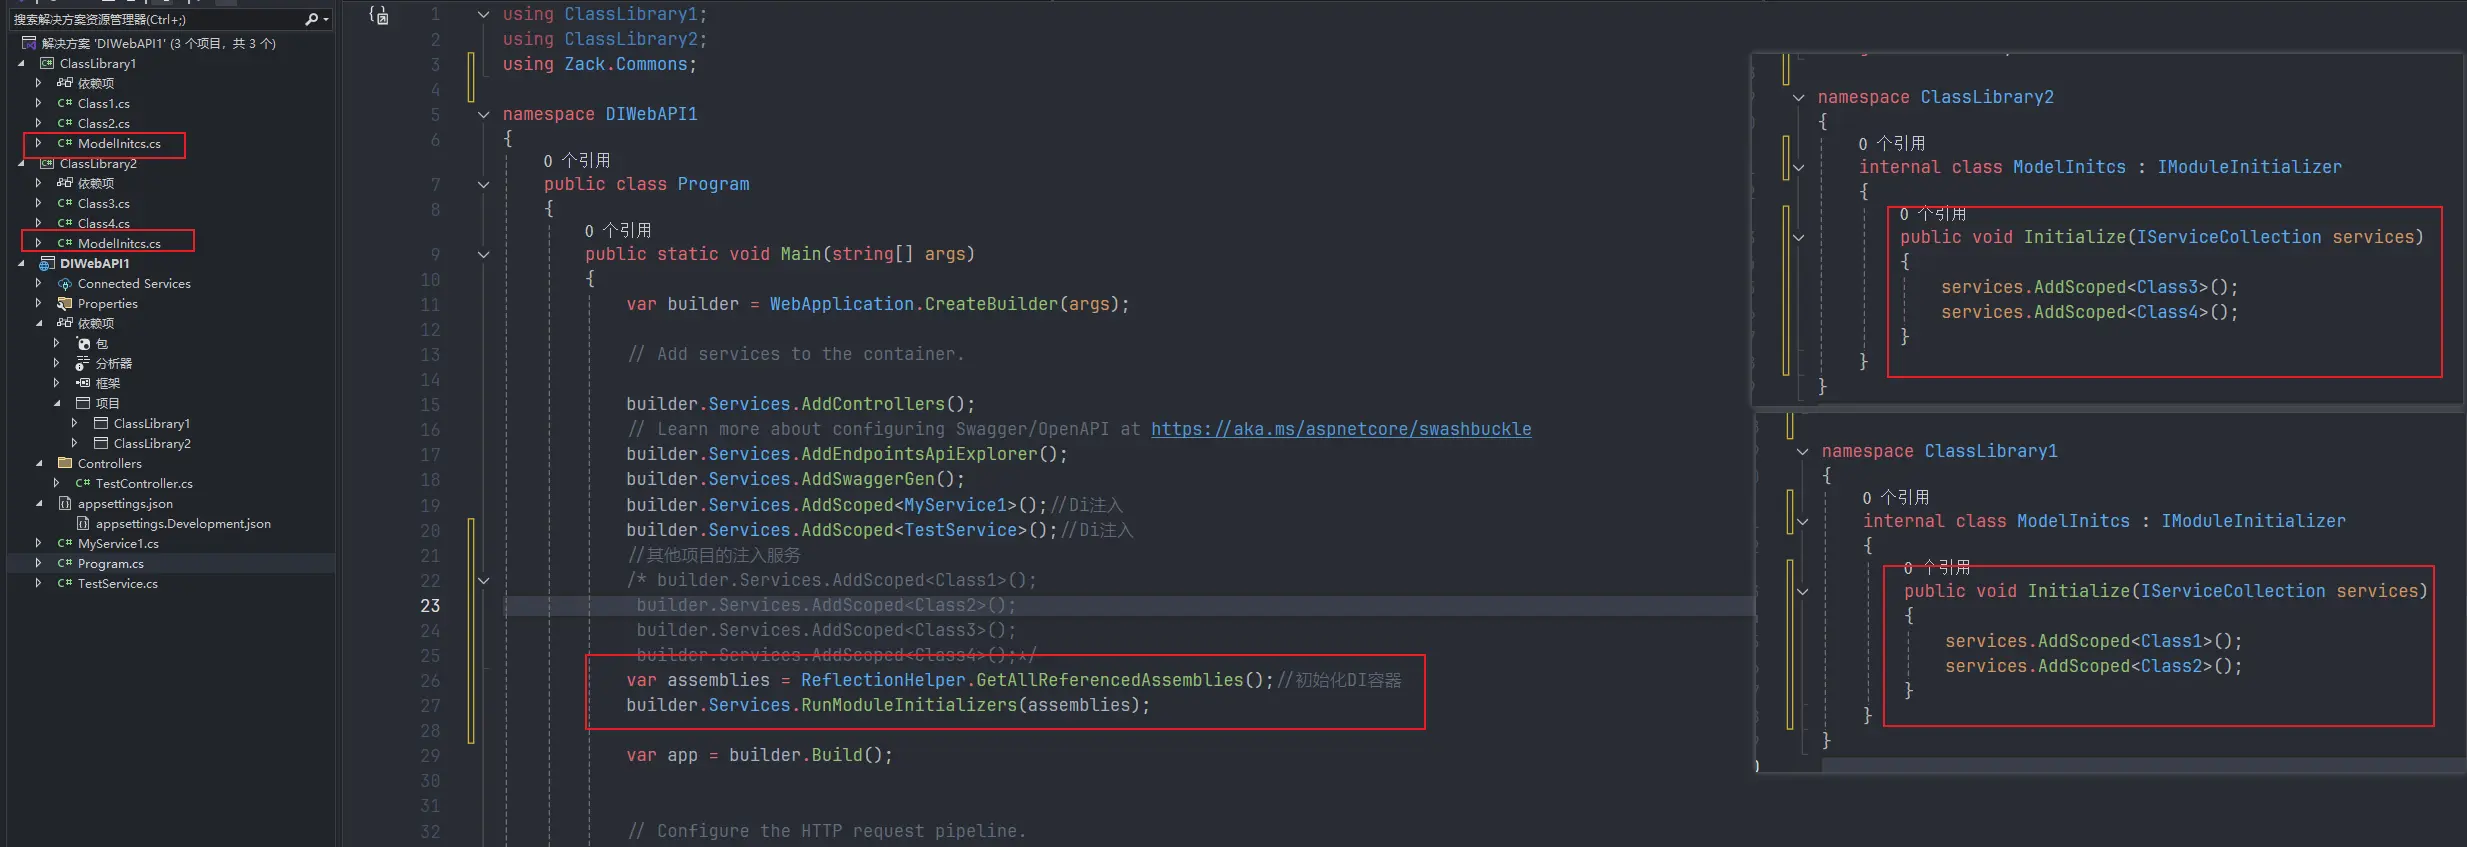 搜索解决方案资源管理器(Ctrl+;)
解决方案 'DIWebAPI1' (3 个项目，共 3 个)
ClassLibrary1
依赖项
C# Class1.cs
C# Class2.cs
C# ModelInitcs.cs
ClassLibrary2
依赖项
C# Class3.cs
C# Class4.cs
C# ModelInitcs.cs
DIWebAPI1
Connected Services
Properties
依赖项
包
分析器
框架
项目
ClassLibrary1
ClassLibrary2
Controllers
C# TestController.cs
appsettings.json
appsettings.Development.json
C# MyService1.cs
C# Program.cs
C# TestService.cs
1 using ClassLibrary1;
2 using ClassLibrary2;
3 using Zack.Commons;
4
5 namespace DIWebAPI1
6 {
0 个引用
7 public class Program
8 {
0 个引用
9 public static void Main(string[] args)
10 {
11 var builder = WebApplication.CreateBuilder(args);
12
13 // Add services to the container.
14
15 builder.Services.AddControllers();
16 // Learn more about configuring Swagger/OpenAPI at https://aka.ms/aspnetcore/swashbuckle
17 builder.Services.AddEndpointsApiExplorer();
18 builder.Services.AddSwaggerGen();
19 builder.Services.AddScoped<MyService1>();//Di注入
20 builder.Services.AddScoped<TestService>();//Di注入
21 //其他项目的注入服务
22 /* builder.Services.AddScoped<Class1>();
23 builder.Services.AddScoped<Class2>();
24 builder.Services.AddScoped<Class3>();
25 builder.Services.AddScoped<Class4>();*/
26 var assemblies = ReflectionHelper.GetAllReferencedAssemblies();//初始化DI容器
27 builder.Services.RunModuleInitializers(assemblies);
28
29 var app = builder.Build();
30
31
32 // Configure the HTTP request pipeline.
namespace ClassLibrary2
{
0 个引用
internal class ModelInitcs : IModuleInitializer
{
0 个引用
public void Initialize(IServiceCollection services)
{
services.AddScoped<Class3>();
services.AddScoped<Class4>();
}
}
}
namespace ClassLibrary1
{
0 个引用
internal class ModelInitcs : IModuleInitializer
{
0 个引用
public void Initialize(IServiceCollection services)
{
services.AddScoped<Class1>();
services.AddScoped<Class2>();
}
}
}